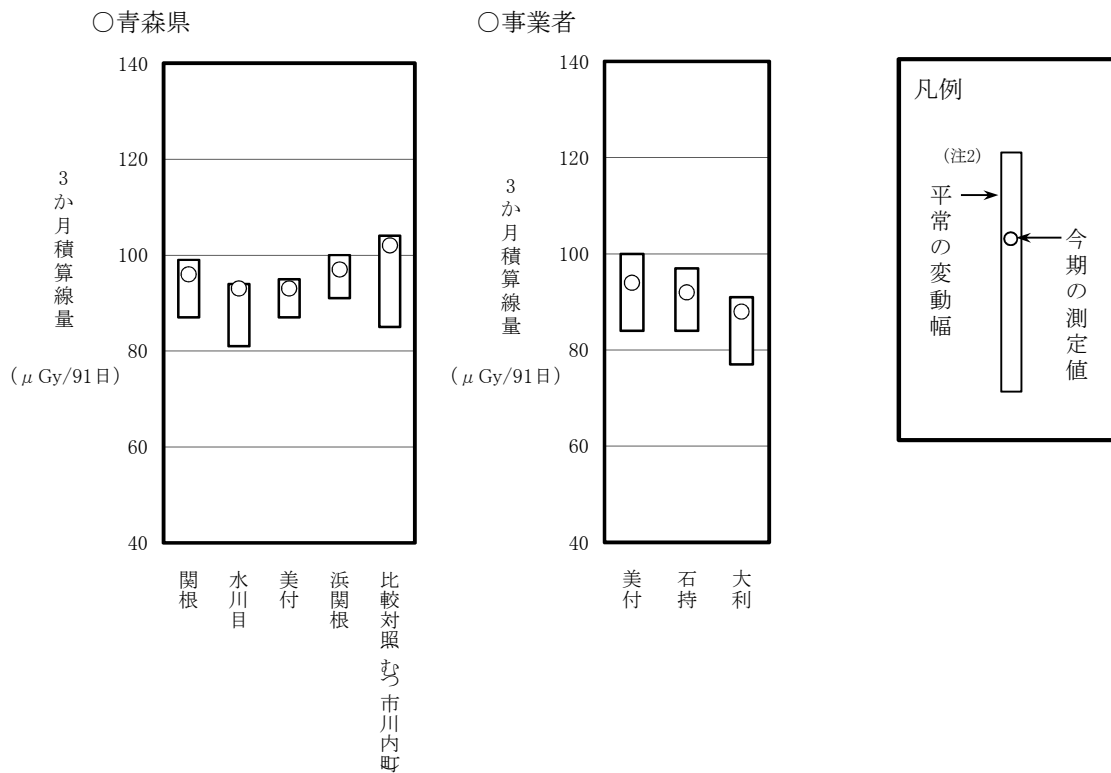 ○青森県
140
120
100
80
60
40
3か月積算線量
(μGy/91日)
関根
水川目
美付
浜関根
比較対照 むつ市川内町
○事業者
140
120
100
80
60
40
3か月積算線量
(μGy/91日)
美付
石持
大利
凡例
(注2)
平常の変動幅
今期の測定値